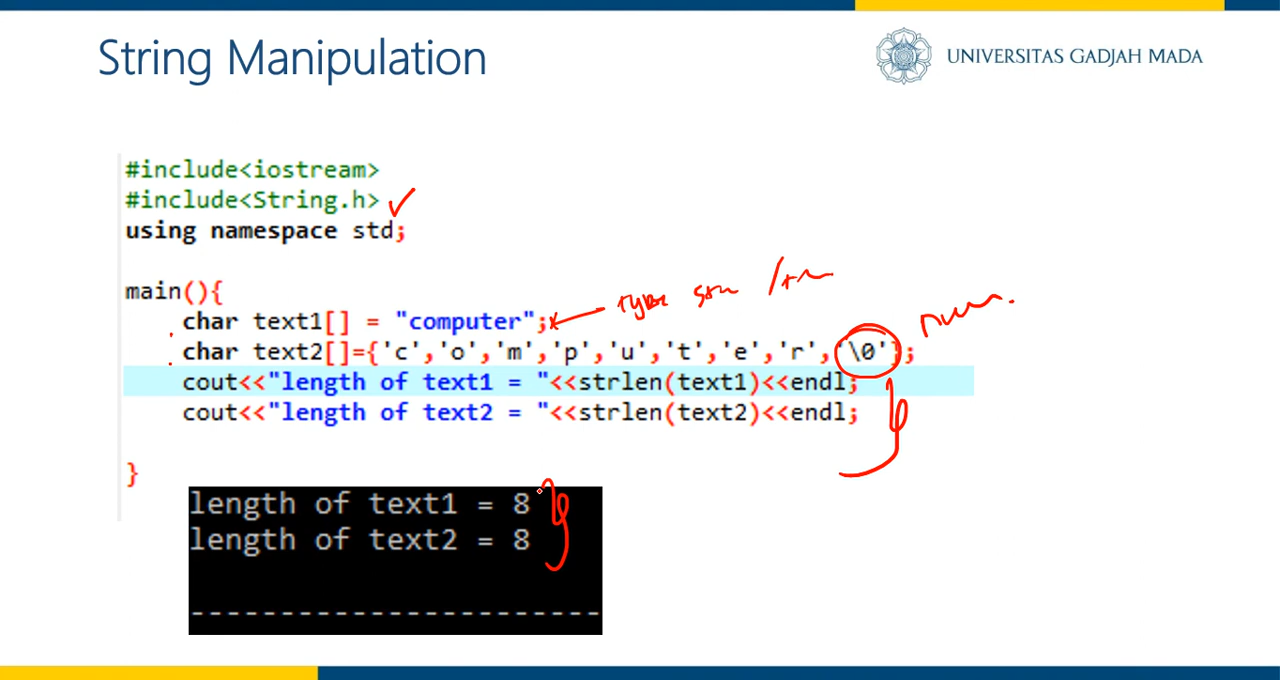 String Manipulation
UNIVERSITAS GADJAH MADA
#include<iostream>
#include<String.h>
using namespace std;
main(){
char text1[] = "computer";
char text2[]={'c','o','m','p','u','t','e','r','\0'};
cout<<"length of text1 = "<<strlen(text1)<<endl;
cout<<"length of text2 = "<<strlen(text2)<<endl;
}
length of text1 = 8
length of text2 = 8
-------------------------